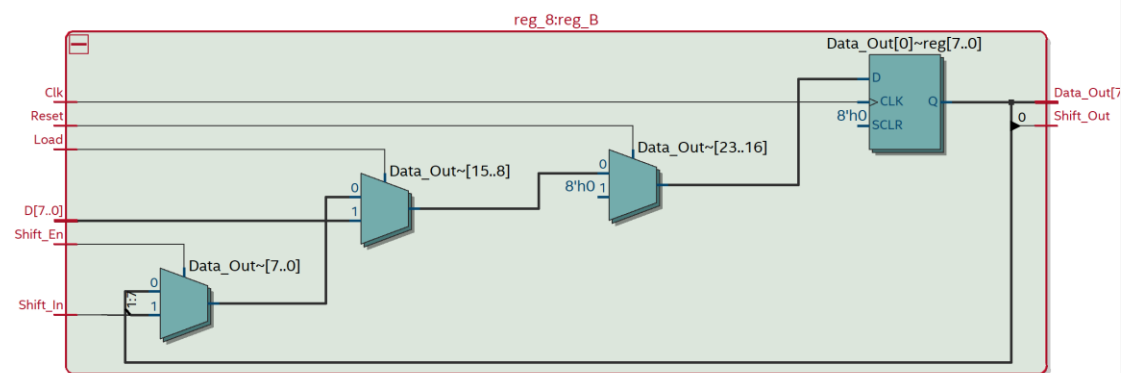 reg_8:reg_B
Data_Out[0]~reg[7..0]
Clk
D
CLK
Q
Data_Out[7
Reset
8'h0
SCLR
0
Shift_Out
Load
Data_Out~[23..16]
0
8'h0
1
Data_Out~[15..8]
0
D[7..0]
1
Shift_En
Data_Out~[7..0]
0
1:7
Shift_In
1